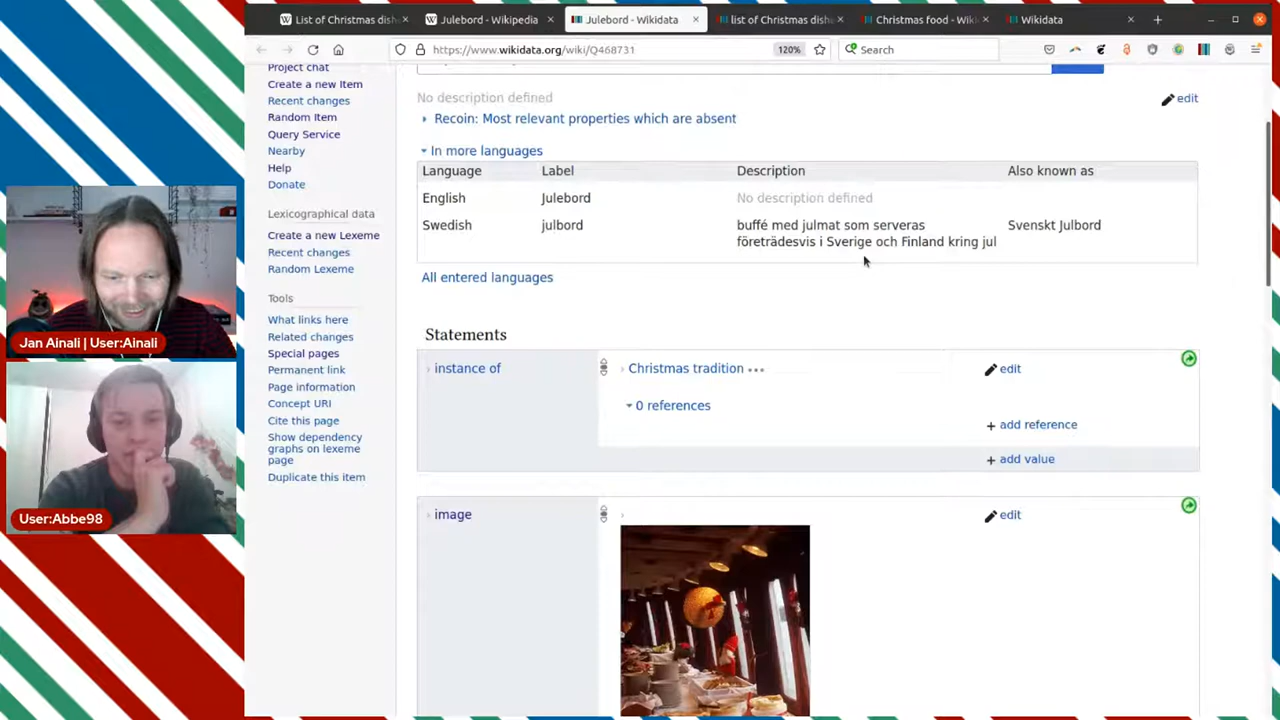 List of Christmas dish
Julebord - Wikipedia
Julebord - Wikidata
list of Christmas dishe
Christmas food - Wiki
Wikidata
https://www.wikidata.org/wiki/Q468731
120%
Search
Project chat
Create a new Item
Recent changes
Random Item
Query Service
Nearby
Help
Donate
Lexicographical data
Create a new Lexeme
Recent changes
Random Lexeme
Tools
What links here
Related changes
Special pages
Permanent link
Page information
Concept URI
Cite this page
Show dependency
graphs on lexeme
page
Duplicate this item
No description defined
edit
Recoin: Most relevant properties which are absent
In more languages
Language Label Description Also known as
English Julebord No description defined
Swedish julbord buffé med julmat som serveras Svenskt Julbord
företrädesvis i Sverige och Finland kring jul
All entered languages
Statements
instance of Christmas tradition edit
0 references
+ add reference
+ add value
image edit
Jan Ainali | User:Ainali
User:Abbe98